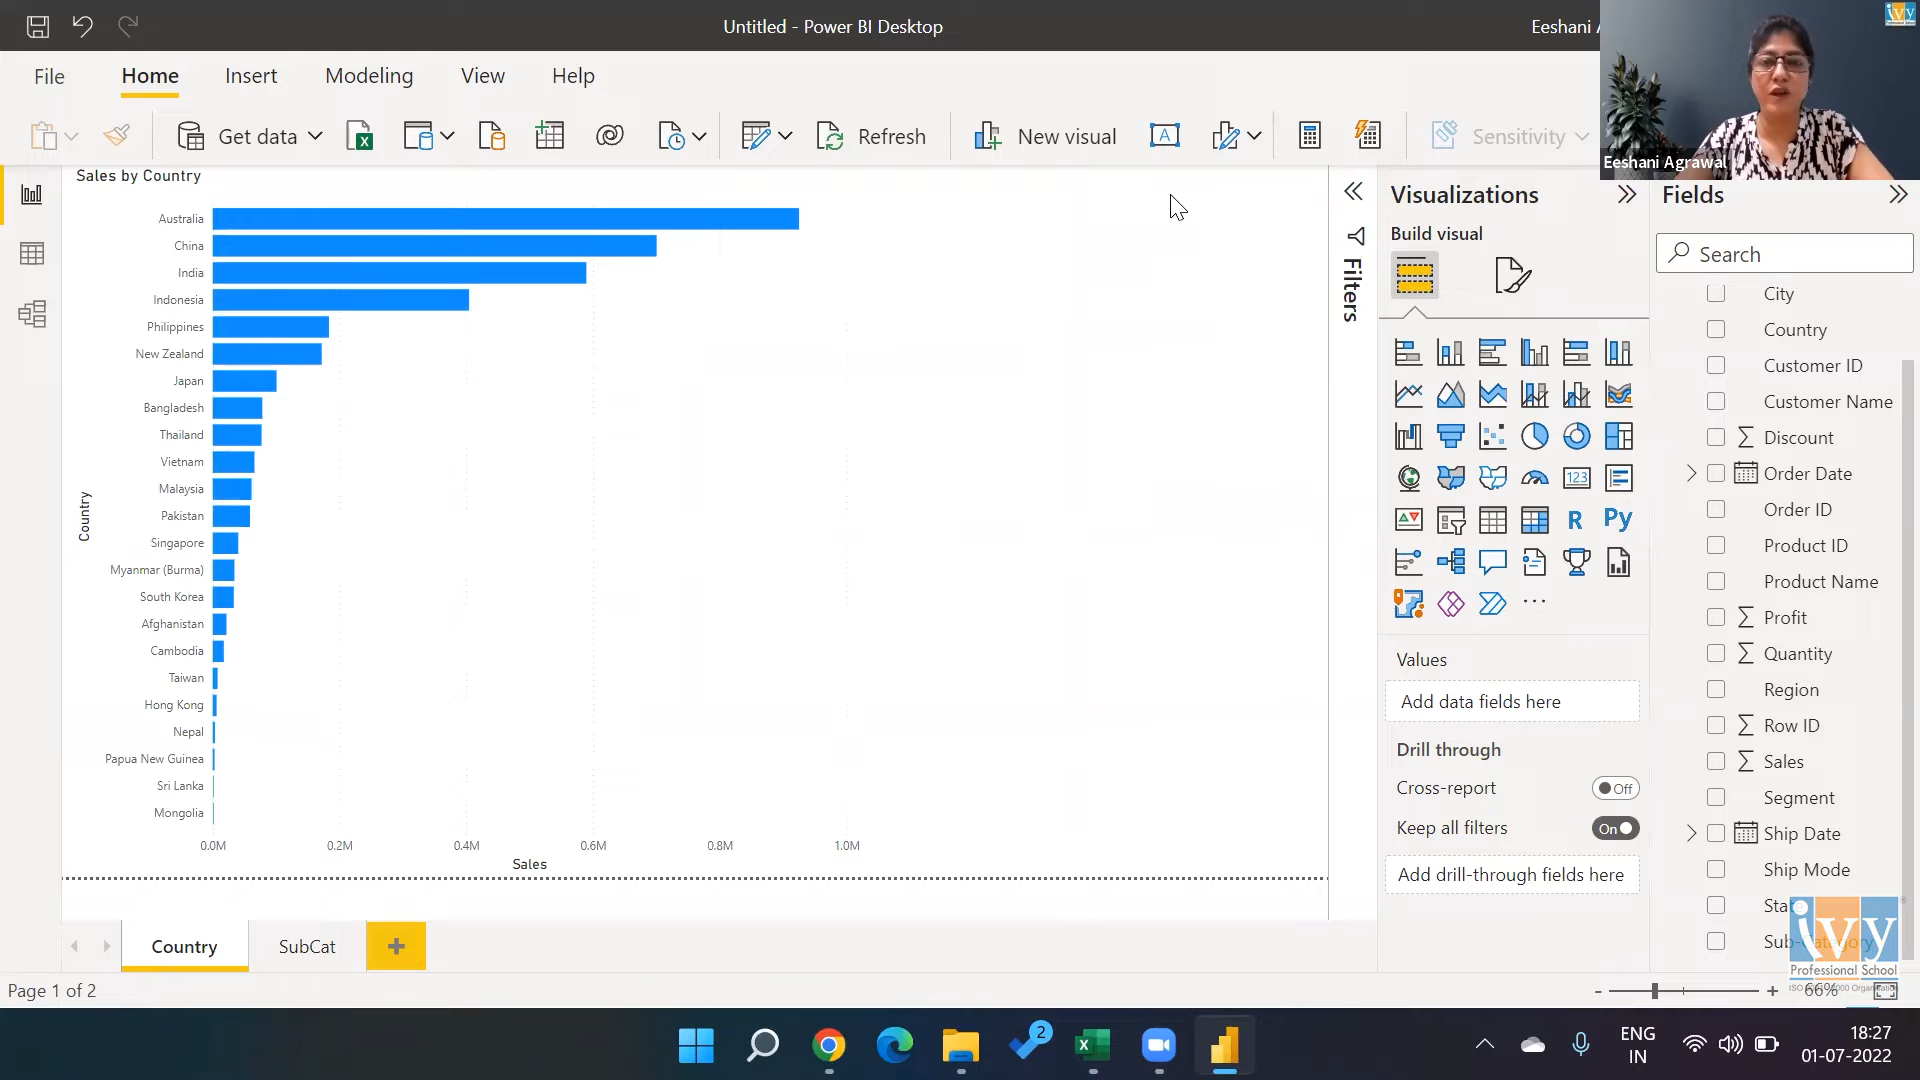 Untitled - Power BI Desktop
Eeshani A
ivy
File
Home
Insert
Modeling
View
Help
Get data
Refresh
New visual
Sensitivity
Eeshani Agrawal
Sales by Country
Australia
China
India
Indonesia
Philippines
New Zealand
Japan
Bangladesh
Thailand
Vietnam
Malaysia
Pakistan
Singapore
Myanmar (Burma)
South Korea
Afghanistan
Cambodia
Taiwan
Hong Kong
Nepal
Papua New Guinea
Sri Lanka
Mongolia
Country
0.0M
0.2M
0.4M
0.6M
0.8M
1.0M
Sales
Filters
Visualizations
Build visual
123
R
Py
Values
Add data fields here
Drill through
Cross-report
Off
Keep all filters
On
Add drill-through fields here
Fields
Search
City
Country
Customer ID
Customer Name
Discount
Order Date
Order ID
Product ID
Product Name
Profit
Quantity
Region
Row ID
Sales
Segment
Ship Date
Ship Mode
State
Sub-Category
ivy
Professional School
Country
SubCat
Page 1 of 2
66%
2
ENG
IN
18:27
01-07-2022